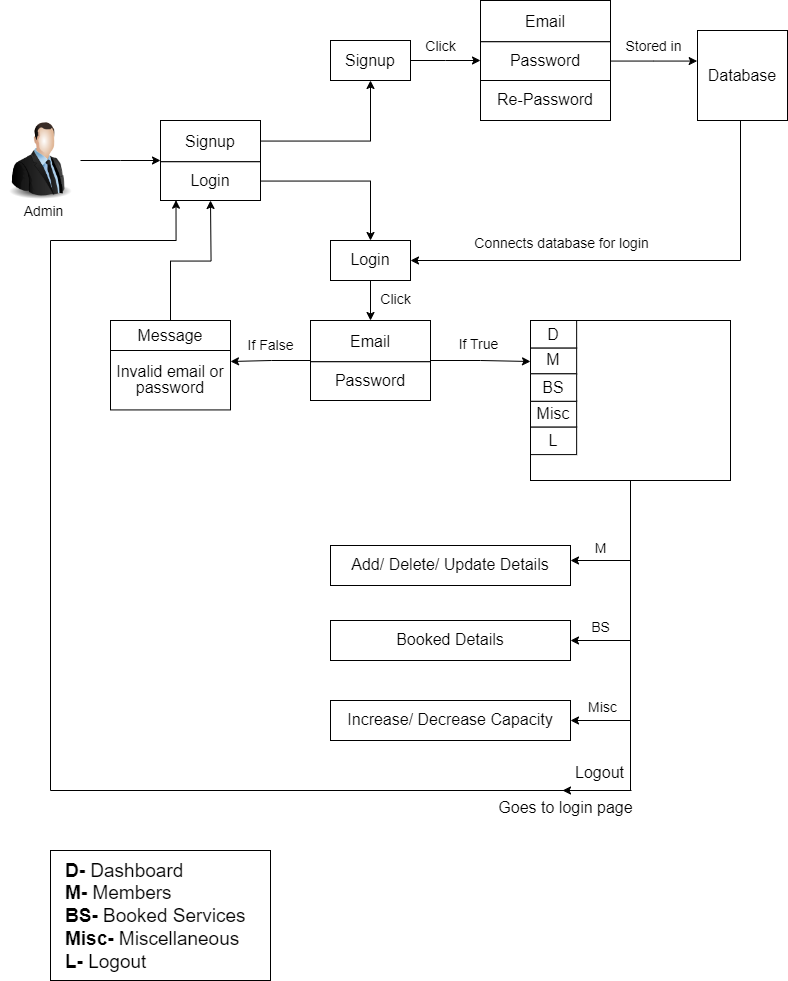 Email
Signup
Click
Password
Stored in
Database
Re-Password
Signup
Login
Admin
Login
Connects database for login
Click
Message
Invalid email or
password
If False
Email
Password
If True
D
M
BS
Misc
L
M
Add/ Delete/ Update Details
BS
Booked Details
Misc
Increase/ Decrease Capacity
Logout
Goes to login page
D- Dashboard
M- Members
BS- Booked Services
Misc- Miscellaneous
L- Logout